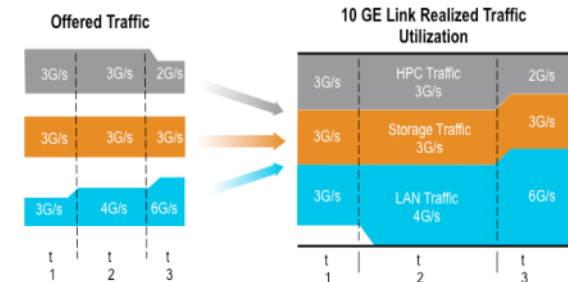 Offered Traffic
3G/s 3G/s 2G/s
3G/s 3G/s 3G/s
3G/s 4G/s 6G/s
t t t
1 2 3
10 GE Link Realized Traffic
Utilization
3G/s HPC Traffic 2G/s
3G/s
3G/s Storage Traffic 3G/s
3G/s
3G/s LAN Traffic 6G/s
4G/s
t t t
1 2 3